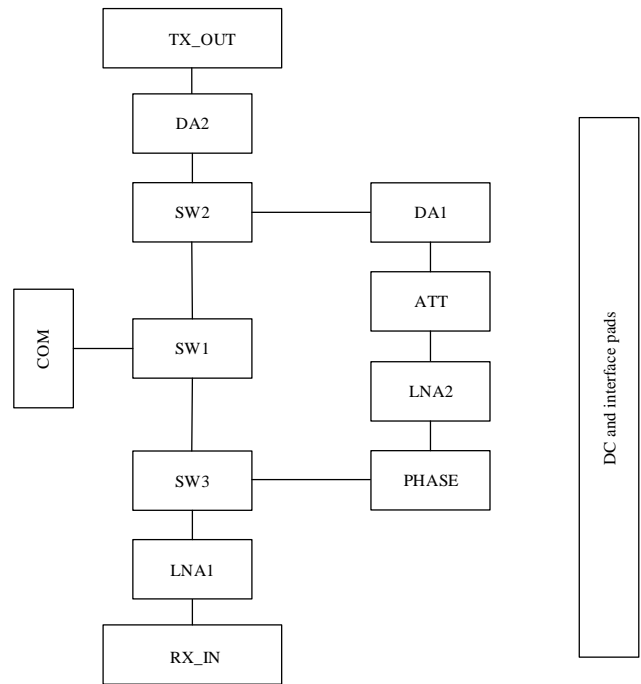 TX_OUT
DA2
SW2
DA1
ATT
COM
SW1
LNA2
SW3
PHASE
LNA1
RX_IN
DC and interface pads